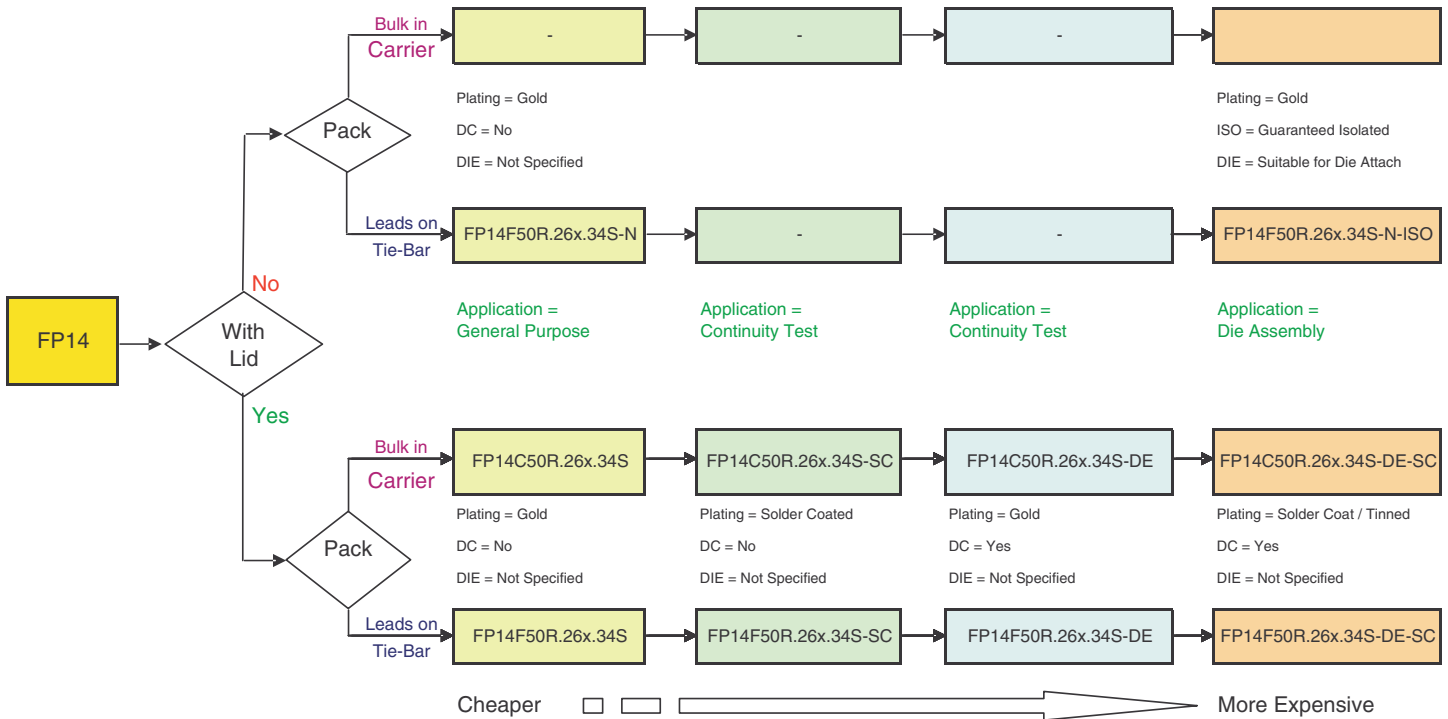 Bulk in
Carrier
-
-
-
Plating = Gold
DC = No
DIE = Not Specified
Plating = Gold
ISO = Guaranteed Isolated
DIE = Suitable for Die Attach
Pack
Leads on
Tie-Bar
FP14F50R.26x.34S-N
-
-
FP14F50R.26x.34S-N-ISO
No
Application =
General Purpose
Application =
Continuity Test
Application =
Continuity Test
Application =
Die Assembly
FP14
With
Lid
Yes
Bulk in
Carrier
FP14C50R.26x.34S
FP14C50R.26x.34S-SC
FP14C50R.26x.34S-DE
FP14C50R.26x.34S-DE-SC
Plating = Gold
DC = No
DIE = Not Specified
Plating = Solder Coated
DC = No
DIE = Not Specified
Plating = Gold
DC = Yes
DIE = Not Specified
Plating = Solder Coat / Tinned
DC = Yes
DIE = Not Specified
Pack
Leads on
Tie-Bar
FP14F50R.26x.34S
FP14F50R.26x.34S-SC
FP14F50R.26x.34S-DE
FP14F50R.26x.34S-DE-SC
Cheaper
More Expensive